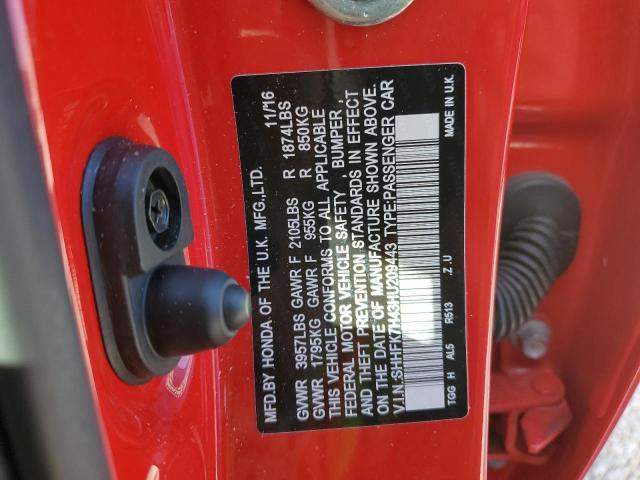 MFD.BY HONDA OF THE U.K. MFG.,LTD. 11/16
GVWR 3957LBS GAWR F 2105LBS R 1874LBS
GVWR 1795KG GAWR F 955KG R 850KG
THIS VEHICLE CONFORMS TO ALL APPLICABLE
FEDERAL MOTOR VEHICLE SAFETY , BUMPER ,
AND THEFT PREVENTION STANDARDS IN EFFECT
ON THE DATE OF MANUFACTURE SHOWN ABOVE.
V.I.N.:SHHFK7H43HU209443 TYPE:PASSENGER CAR
TGG H AL5 R513 .Z.U MADE IN U.K.